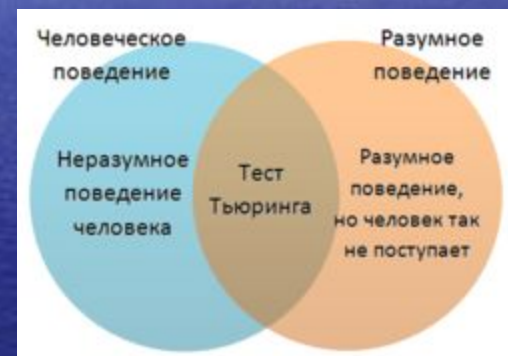 Человеческое
поведение
Разумное
поведение
Неразумное
поведение
человека
Тест
Тьюринга
Разумное
поведение,
но человек так
не поступает